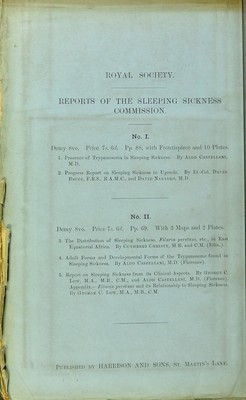 ROYAL SOCIETY.
REPORTS OF THE SLEEPING SICKNESS
COMMISSION.
No. I.
Demy 8vo. Price 7s. 6d. Pp. 88, with Frontispiece and 10 Plates
1. Presence of Trypanosoma in Sleeping Sickness. By ALDO CASTELLANI,
M.D.
2. Progress Report on Sleeping Sickness in Uganda. By Lt.-Col. DAVID
BRUCE, F.R.S., R.A.M.C., and DAVID NABARRO, M.D.
No. II.
Demy 8vo. Price 7s. 6d. Pp. 69. With 3 Maps and 2 Plates.
3. The Distribution of Sleeping Sickness, Filaria perstans, etc., in East
Equatorial Africa. By CUTHBERT CHRISTY, M.B. and C.M. (Edin.).
4. Adult Forms and Developmental Forms of the Trypanosome found in
Sleeping Sickness. By ALDO CASTELLANI, M.D. (Florence).
5. Report on Sleeping Sickness from its Clinical Aspects. By GEORGE C.
LOW, M.A., M.B., C.M., and ALDO CASTELLANI, M.D. (Florence).
Appendix.—Filaria perstans and its Relationship to Sleeping Sickness.
By GEORGE C. LOW, M.A., M.B., C.M.
PUBLISHED BY HARRISON AND SONS, ST. MARTIN'S LANE.